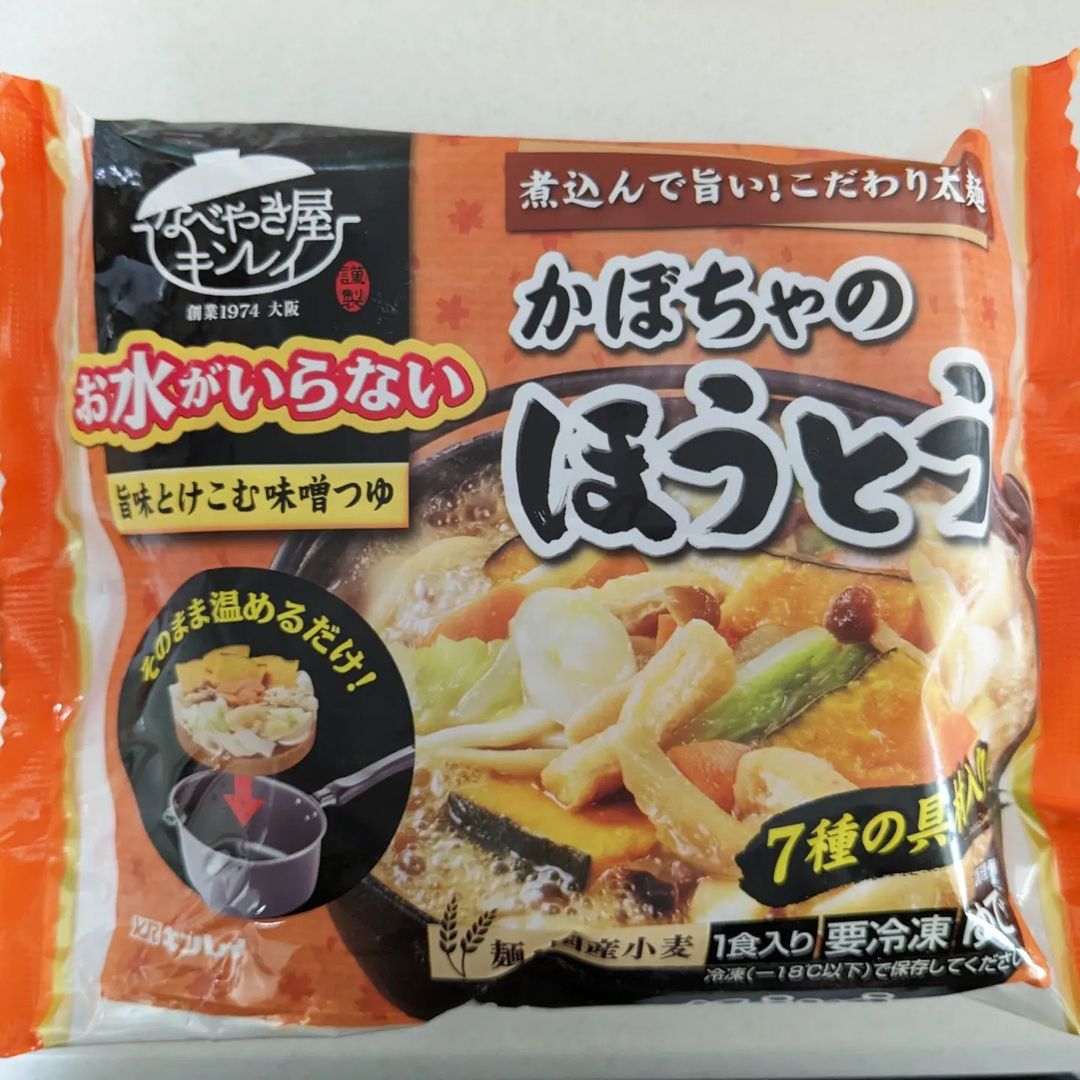 なべやき屋
キンレイ
謹製
創業1974 大阪
煮込んで旨い！こだわり太麺
かぼちゃの
ほうとう
お水がいらない
旨味とけこむ味噌つゆ
そのまま温めるだけ！
7種の具材入り
キンレイ
麺 国産小麦
1食入り 要冷凍
冷凍(－18℃以下)で保存してください